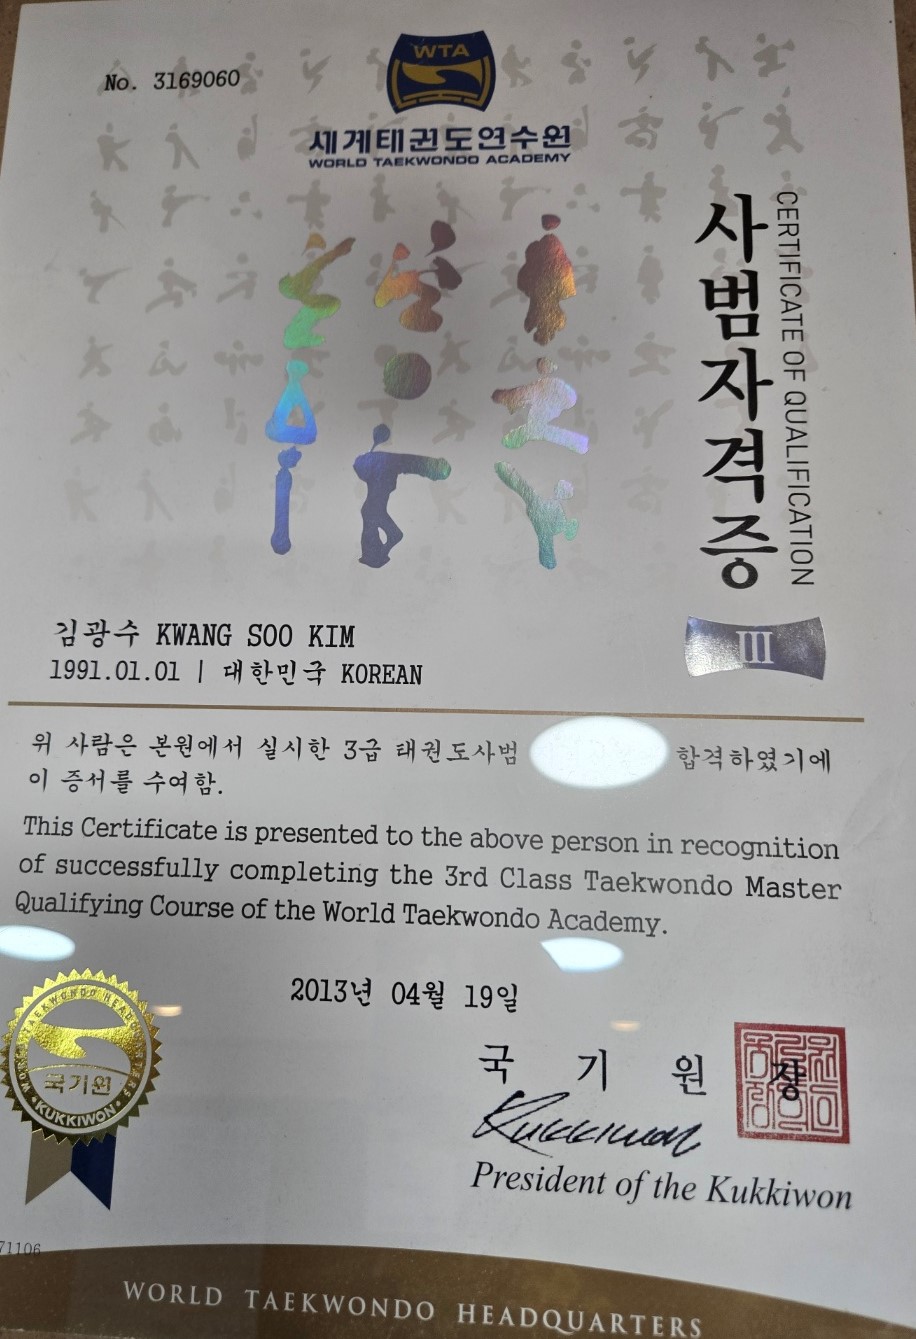 No. 3169060
WTA
세계태권도연수원
WORLD TAEKWONDO ACADEMY
사범자격증
CERTIFICATE OF QUALIFICATION
III
김광수 KWANG SOO KIM
1991.01.01 | 대한민국 KOREAN
위 사람은 본원에서 실시한 3급 태권도사범 합격하였기에
이 증서를 수여함.
This Certificate is presented to the above person in recognition
of successfully completing the 3rd Class Taekwondo Master
Qualifying Course of the World Taekwondo Academy.
2013년 04월 19일
국 기 원 장
Kukkiwon
President of the Kukkiwon
WORLD TAEKWONDO HEADQUARTERS
국기원
KUKKIWON
71106
WORLD TAEKWONDO HEADQUARTERS